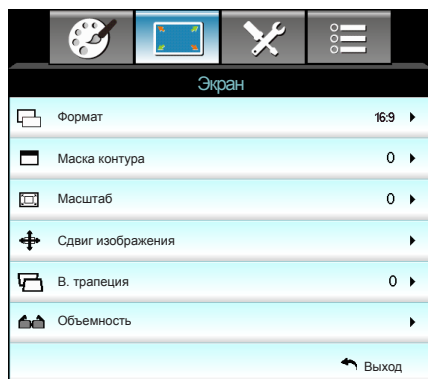 Экран
Формат 16:9
Маска контура 0
Масштаб 0
Сдвиг изображения
В. трапеция 0
Объемность
Выход